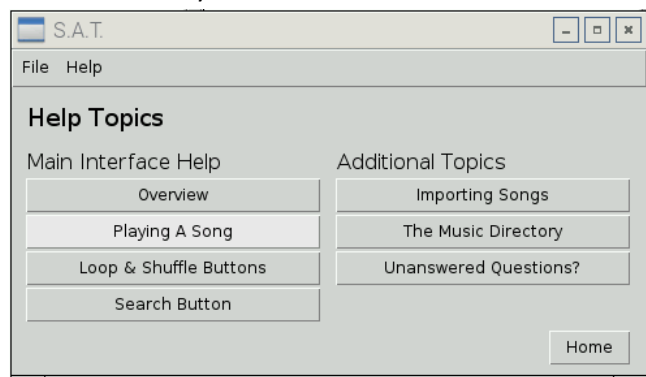 S.A.T.
File Help
Help Topics
Main Interface Help
Overview
Playing A Song
Loop & Shuffle Buttons
Search Button
Additional Topics
Importing Songs
The Music Directory
Unanswered Questions?
Home